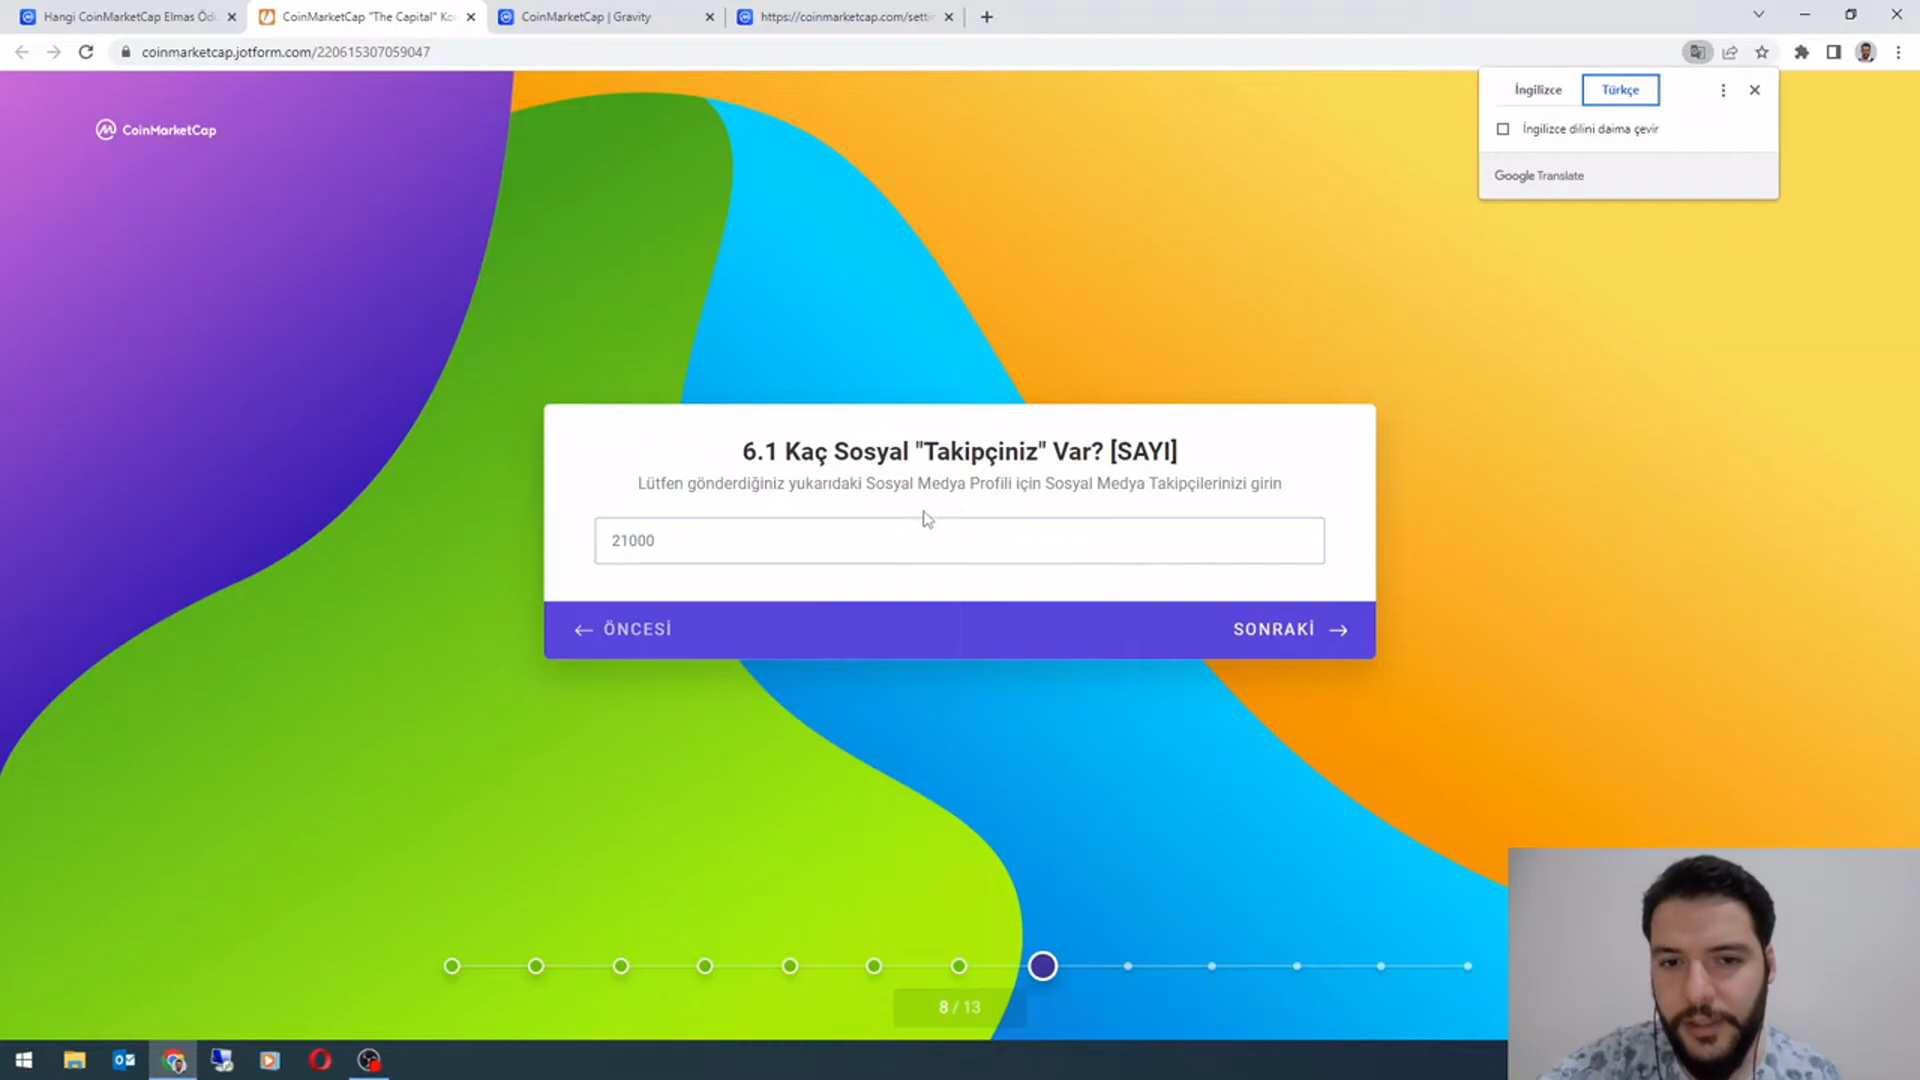 Hangi CoinMarketCap Elmas Ödü
CoinMarketCap "The Capital" Ko
CoinMarketCap | Gravity
https://coinmarketcap.com/setti
coinmarketcap.jotform.com/220615307059047
İngilizce
Türkçe
İngilizce dilini daima çevir
Google Translate
CoinMarketCap
6.1 Kaç Sosyal "Takipçiniz" Var? [SAYI]
Lütfen gönderdiğiniz yukarıdaki Sosyal Medya Profili için Sosyal Medya Takipçilerinizi girin
21000
← ÖNCESİ
SONRAKİ →
8 / 13